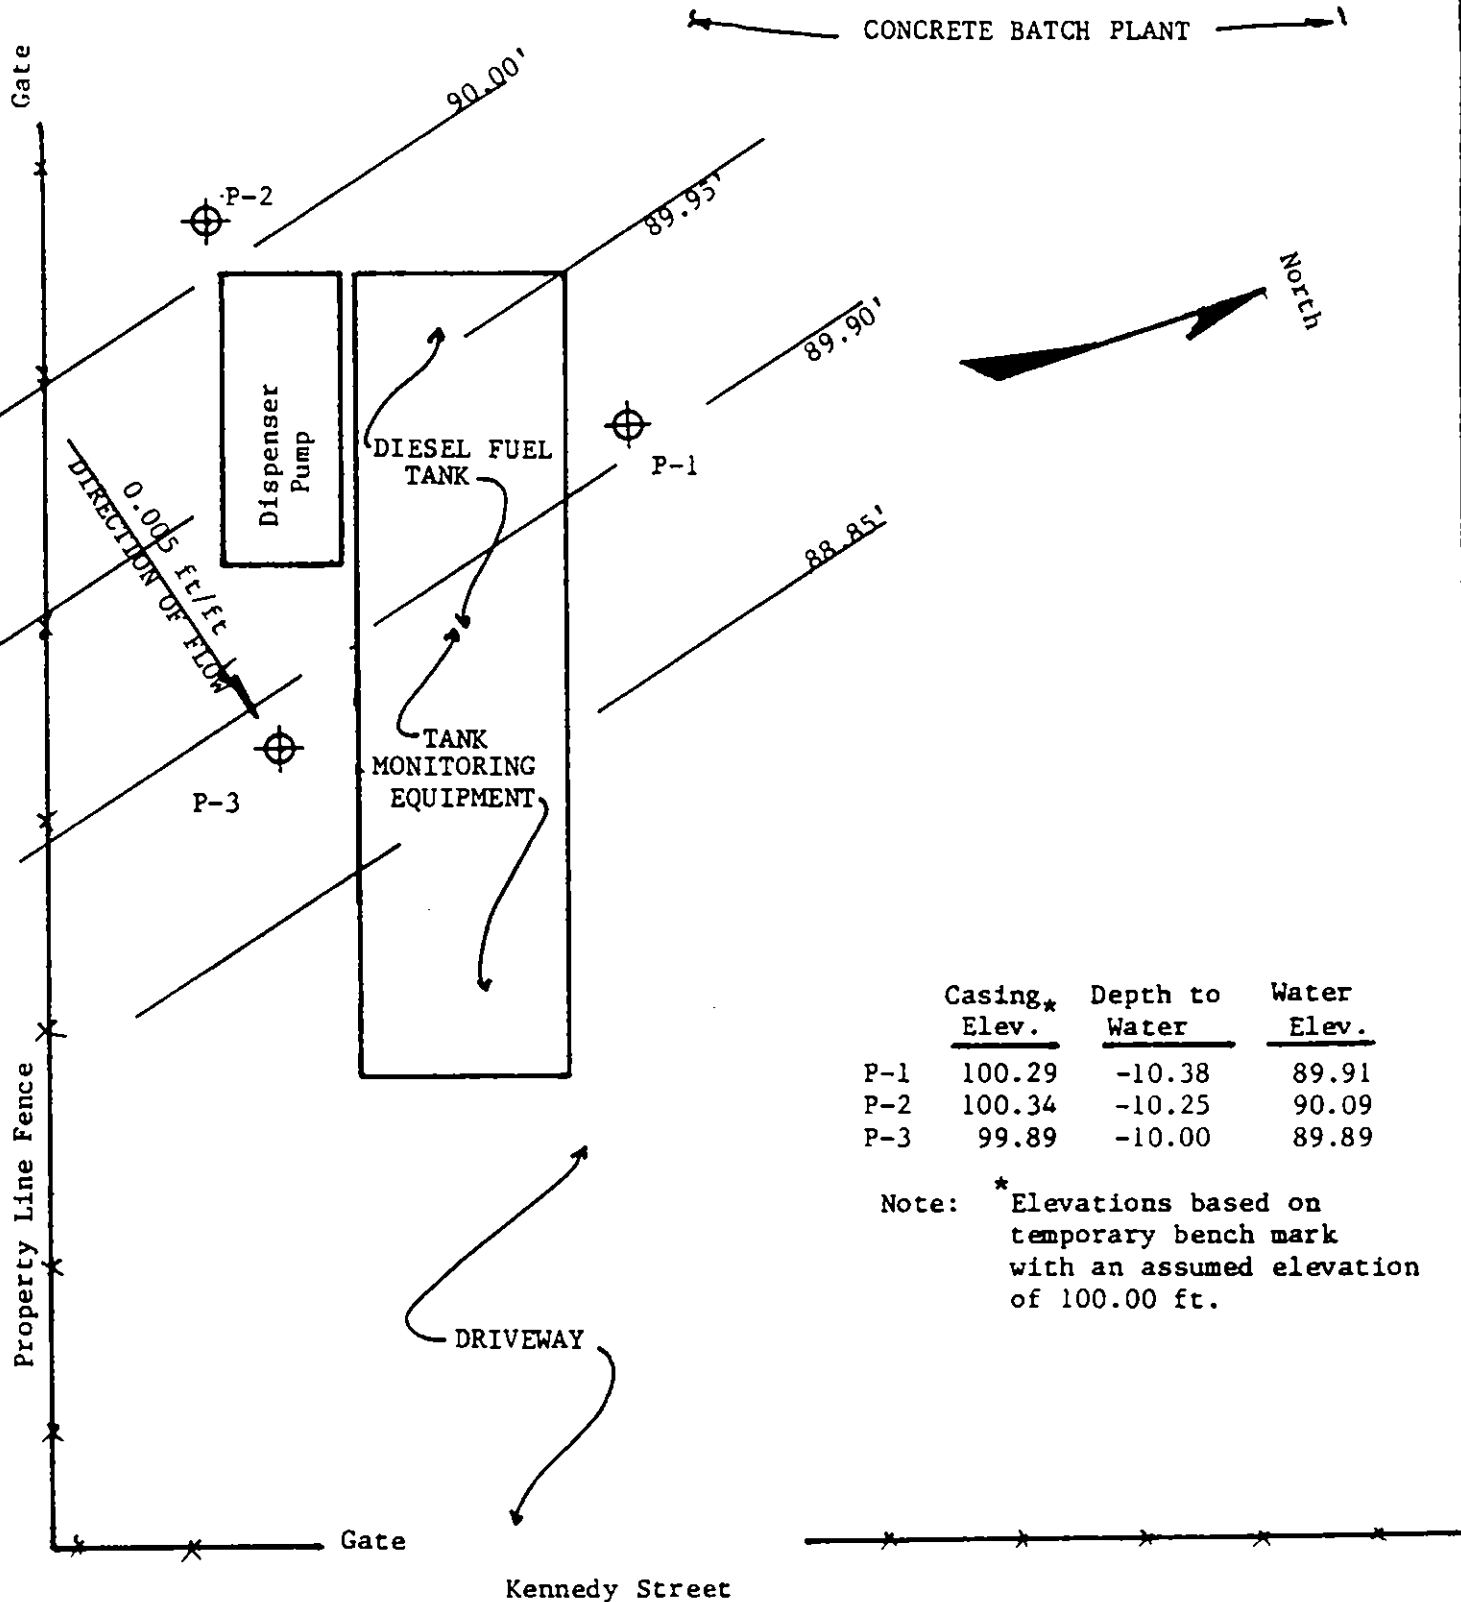 CONCRETE BATCH PLANT
Gate
90.00'
P-2
89.95'
North
89.90'
Dispenser
Pump
DIESEL FUEL
TANK
P-1
0.005 ft/ft
DIRECTION OF FLOW
88.85'
TANK
MONITORING
EQUIPMENT
P-3
Casing* Depth to Water
Elev. Water Elev.
P-1 100.29 -10.38 89.91
P-2 100.34 -10.25 90.09
P-3 99.89 -10.00 89.89
Note: *Elevations based on
temporary bench mark
with an assumed elevation
of 100.00 ft.
Property Line Fence
DRIVEWAY
Gate
Kennedy Street